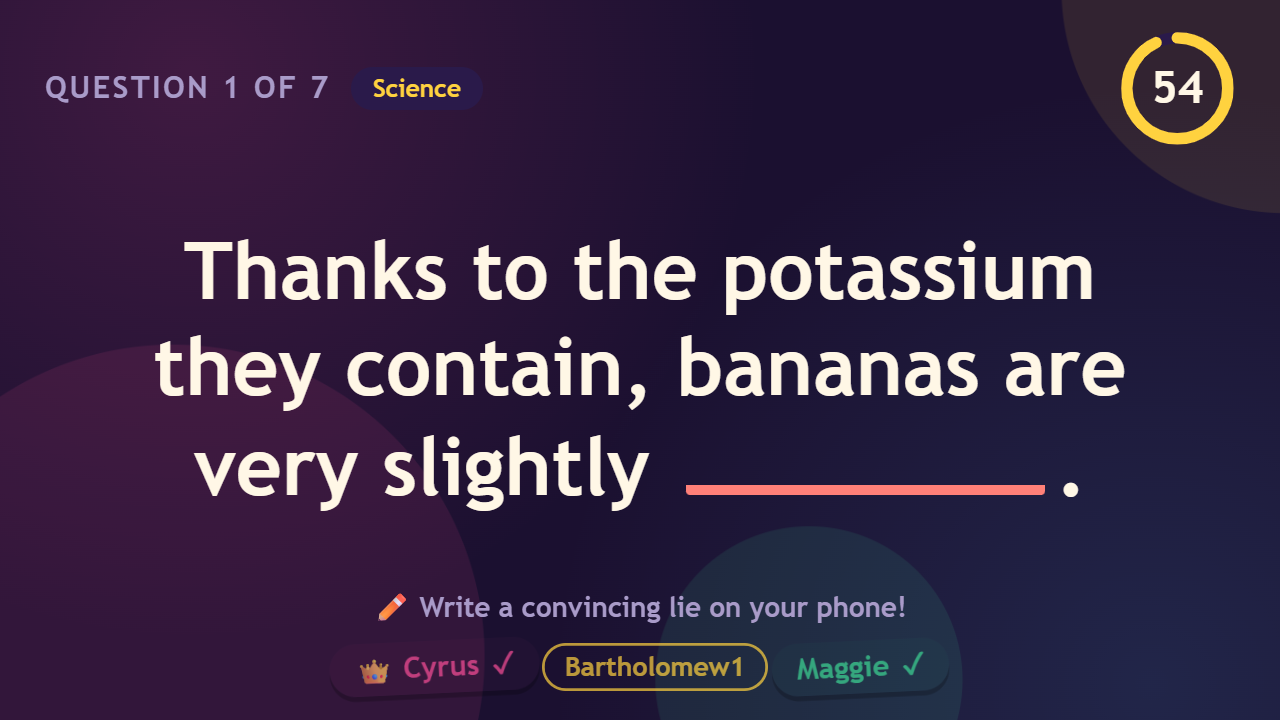 QUESTION 1 OF 7 Science 54
Thanks to the potassium
they contain, bananas are
very slightly ________.
✏️ Write a convincing lie on your phone!
👑 Cyrus ✓ Bartholomew1 Maggie ✓